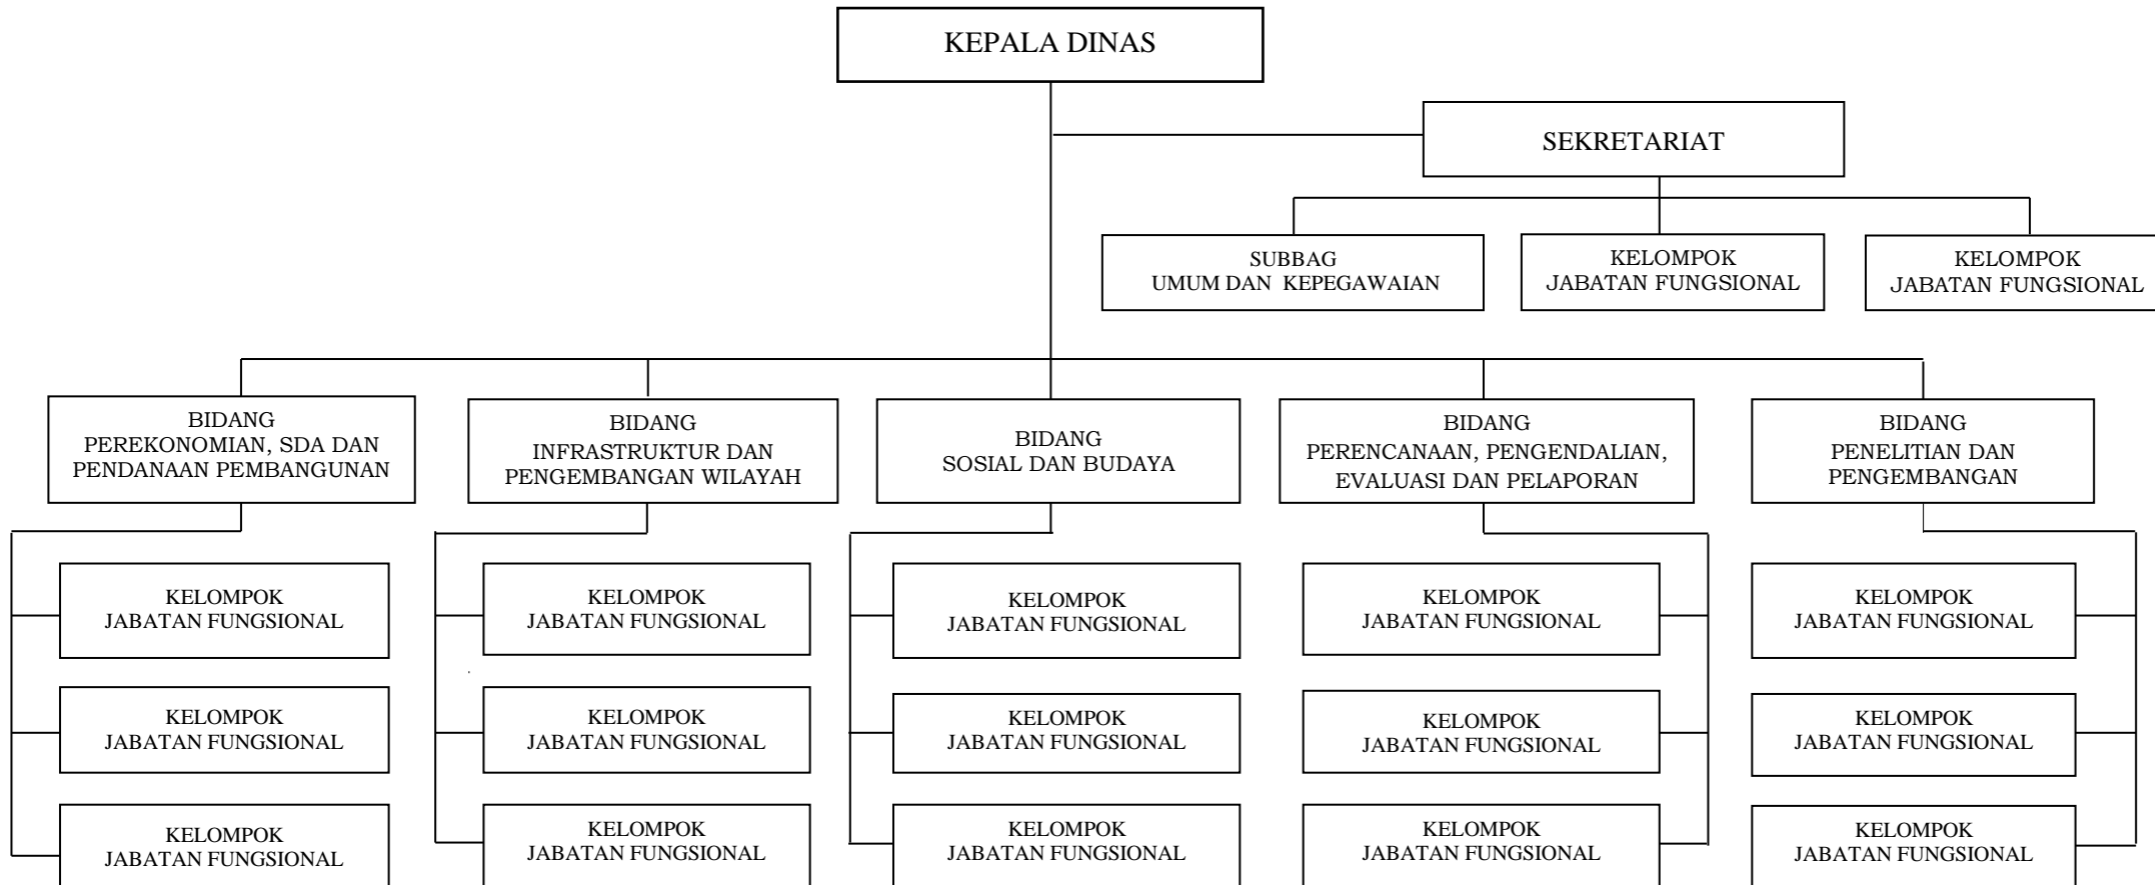 KEPALA DINAS
SEKRETARIAT
SUBBAG
UMUM DAN KEPEGAWAIAN
KELOMPOK
JABATAN FUNGSIONAL
KELOMPOK
JABATAN FUNGSIONAL
BIDANG
PEREKONOMIAN, SDA DAN
PENDANAAN PEMBANGUNAN
BIDANG
INFRASTRUKTUR DAN
PENGEMBANGAN WILAYAH
BIDANG
SOSIAL DAN BUDAYA
BIDANG
PERENCANAAN, PENGENDALIAN,
EVALUASI DAN PELAPORAN
BIDANG
PENELITIAN DAN
PENGEMBANGAN
KELOMPOK
JABATAN FUNGSIONAL
KELOMPOK
JABATAN FUNGSIONAL
KELOMPOK
JABATAN FUNGSIONAL
KELOMPOK
JABATAN FUNGSIONAL
KELOMPOK
JABATAN FUNGSIONAL
KELOMPOK
JABATAN FUNGSIONAL
KELOMPOK
JABATAN FUNGSIONAL
KELOMPOK
JABATAN FUNGSIONAL
KELOMPOK
JABATAN FUNGSIONAL
KELOMPOK
JABATAN FUNGSIONAL
KELOMPOK
JABATAN FUNGSIONAL
KELOMPOK
JABATAN FUNGSIONAL
KELOMPOK
JABATAN FUNGSIONAL
KELOMPOK
JABATAN FUNGSIONAL
KELOMPOK
JABATAN FUNGSIONAL